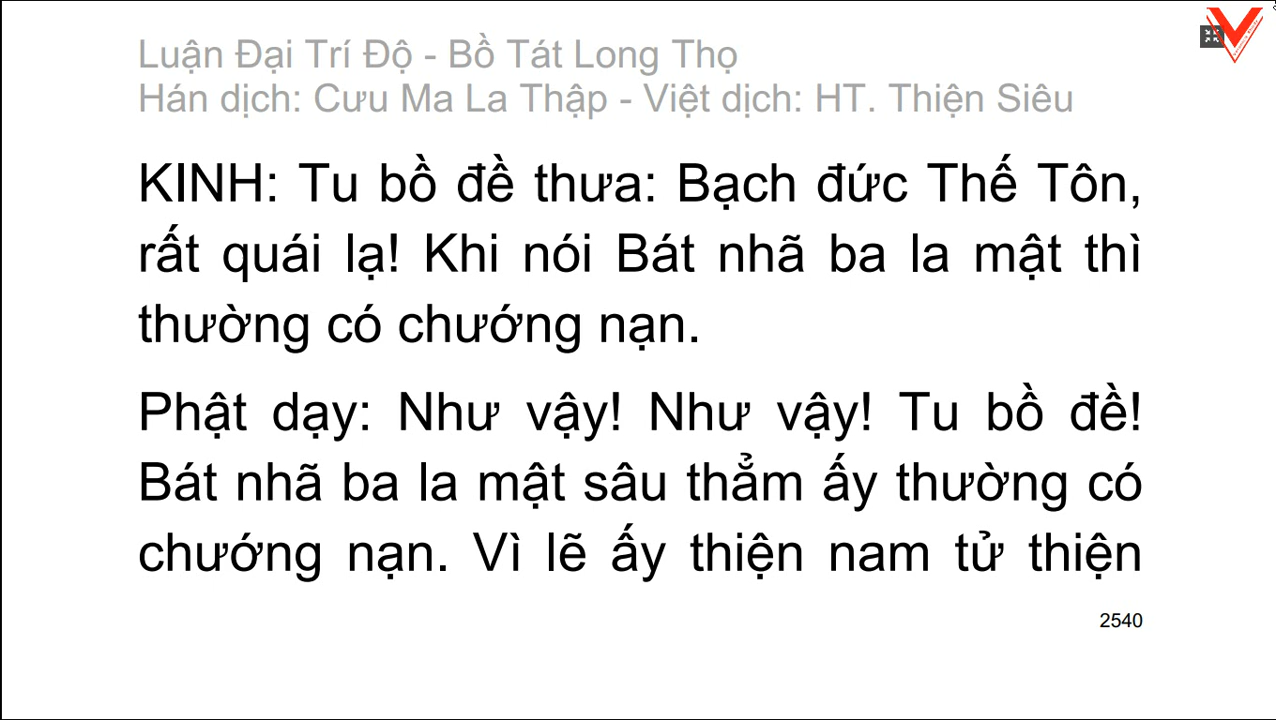 Luận Đại Trí Độ - Bồ Tát Long Thọ
Hán dịch: Cưu Ma La Thập - Việt dịch: HT. Thiện Siêu
KINH: Tu bồ đề thưa: Bạch đức Thế Tôn,
rất quái lạ! Khi nói Bát nhã ba la mật thì
thường có chướng nạn.
Phật dạy: Như vậy! Như vậy! Tu bồ đề!
Bát nhã ba la mật sâu thẳm ấy thường có
chướng nạn. Vì lẽ ấy thiện nam tử thiện
2540